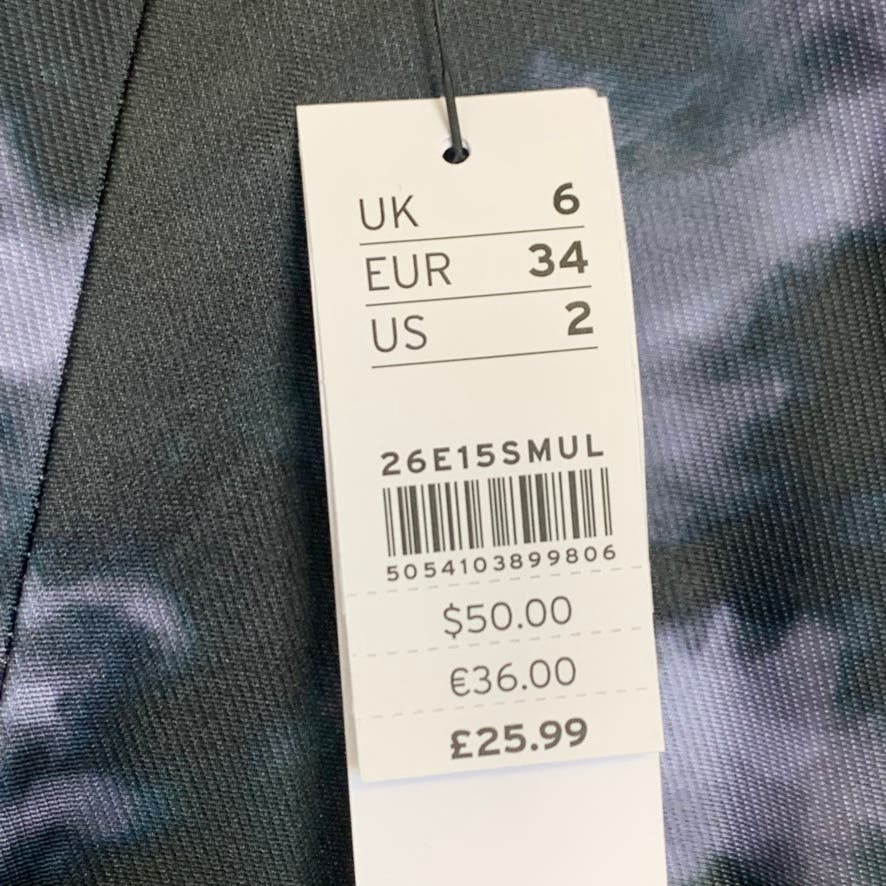 UK 6
EUR 34
US 2
26E15SMUL
5054103899806
$50.00
€36.00
£25.99